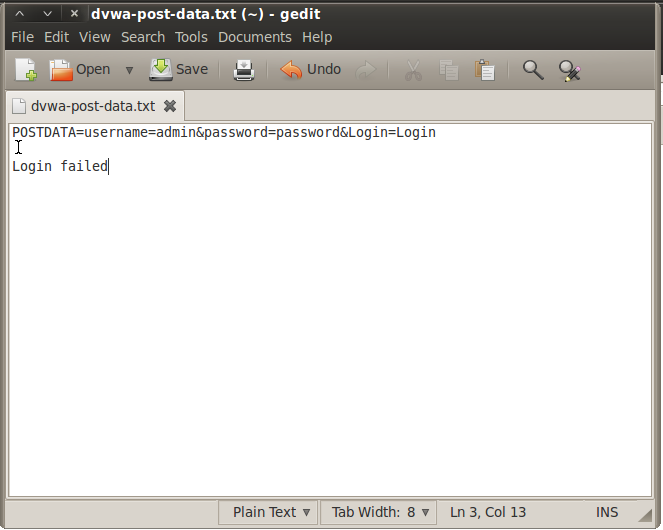 dvwa-post-data.txt (~) - gedit
File Edit View Search Tools Documents Help
Open Save Undo
dvwa-post-data.txt
POSTDATA=username=admin&password=password&Login=Login
Login failed
Plain Text Tab Width: 8 Ln 3, Col 13 INS